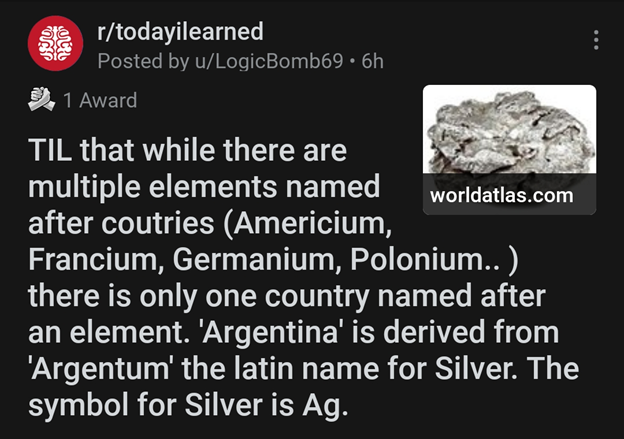 r/todayilearned
Posted by u/LogicBomb69 • 6h
1 Award
worldatlas.com
TIL that while there are
multiple elements named
after coutries (Americium,
Francium, Germanium, Polonium.. )
there is only one country named after
an element. 'Argentina' is derived from
'Argentum' the latin name for Silver. The
symbol for Silver is Ag.